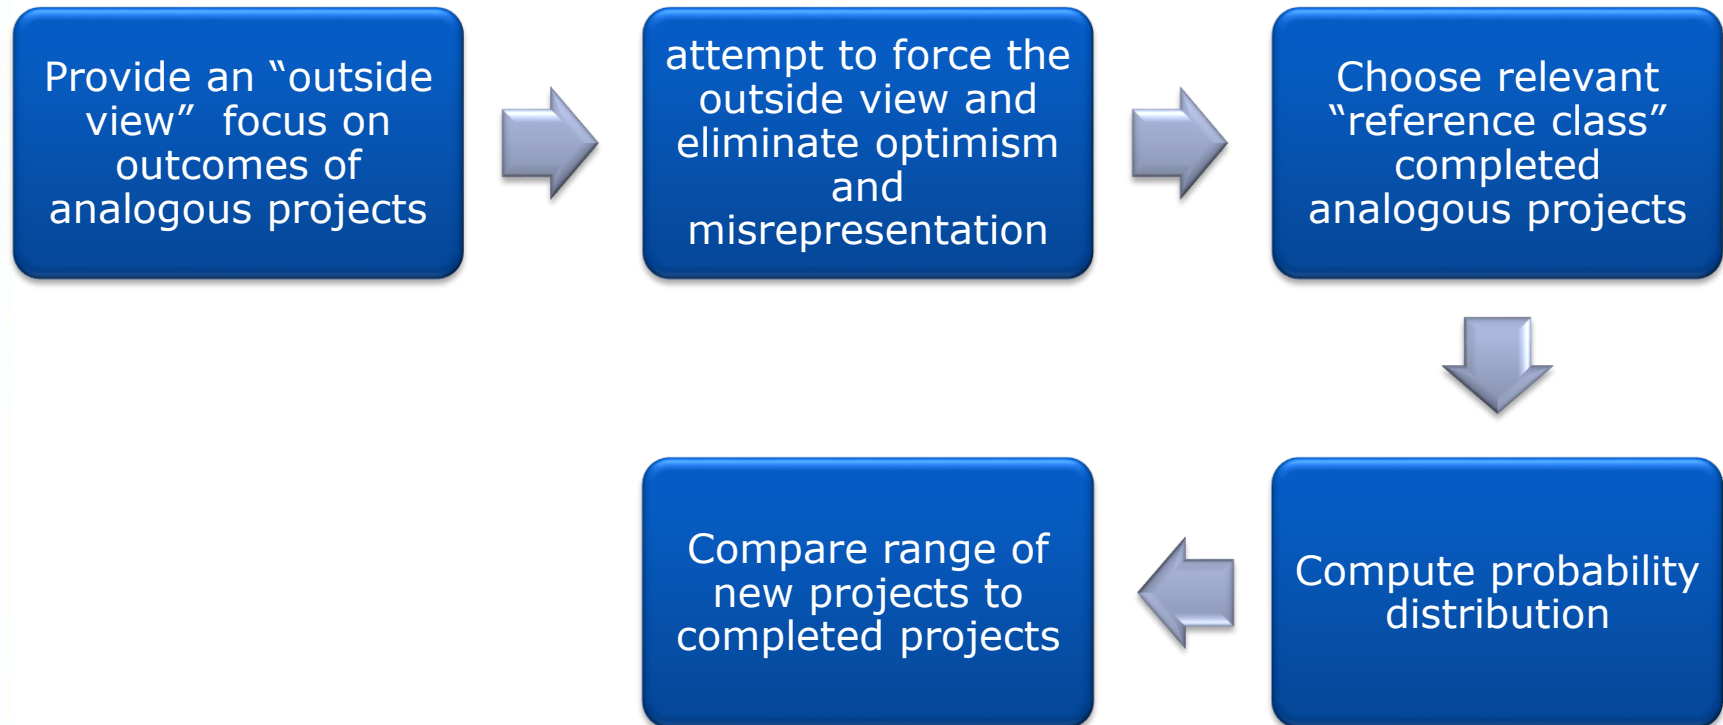 Provide an “outside
view”  focus on
outcomes of
analogous projects
attempt to force the
outside view and
eliminate optimism
and
misrepresentation
Choose relevant
“reference class”
completed
analogous projects
Compute probability
distribution
Compare range of
new projects to
completed projects